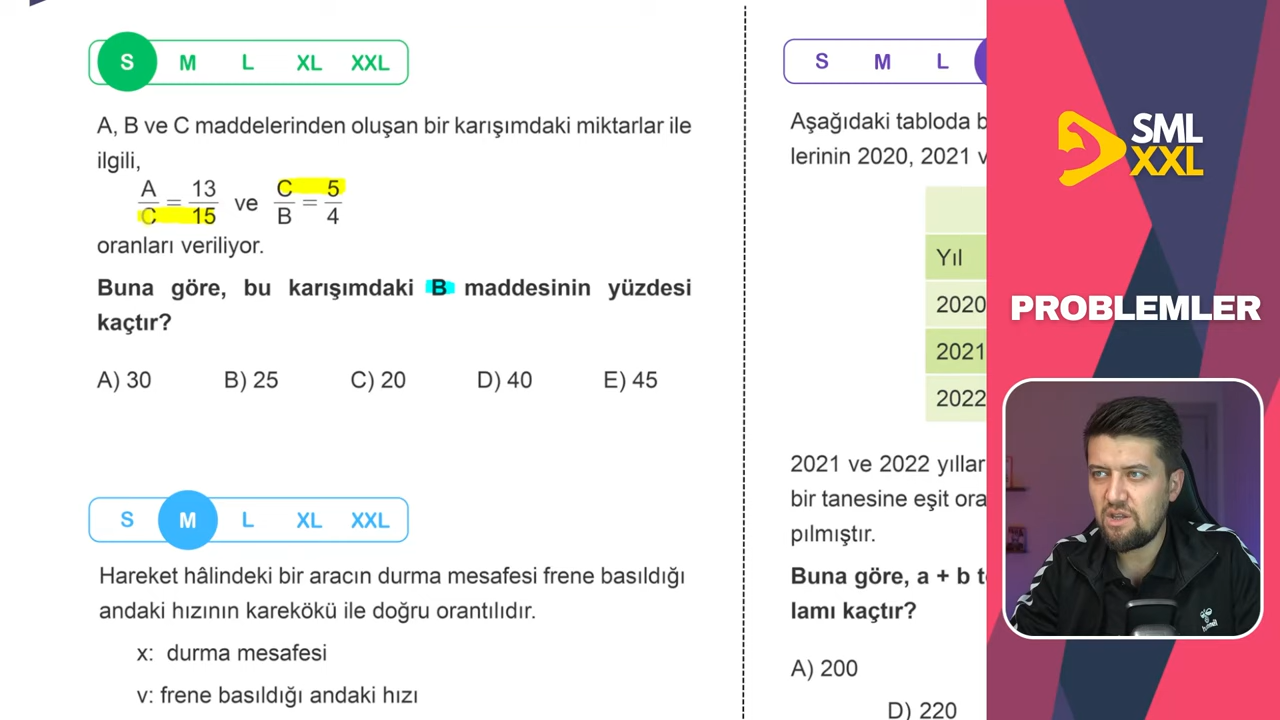 S M L XL XXL
A, B ve C maddelerinden oluşan bir karışımdaki miktarlar ile
ilgili,
A/C = 13/15 ve C/B = 5/4
oranları veriliyor.
Buna göre, bu karışımdaki B maddesinin yüzdesi
kaçtır?
A) 30 B) 25 C) 20 D) 40 E) 45
S M L XL XXL
Hareket hâlindeki bir aracın durma mesafesi frene basıldığı
andaki hızının karekökü ile doğru orantılıdır.
x: durma mesafesi
v: frene basıldığı andaki hızı
S M L
Aşağıdaki tabloda b
lerinin 2020, 2021 v
Yıl
2020
2021
2022
2021 ve 2022 yıllar
bir tanesine eşit ora
pılmıştır.
Buna göre, a + b t
lamı kaçtır?
A) 200
D) 220
SML
XXL
PROBLEMLER
hummel